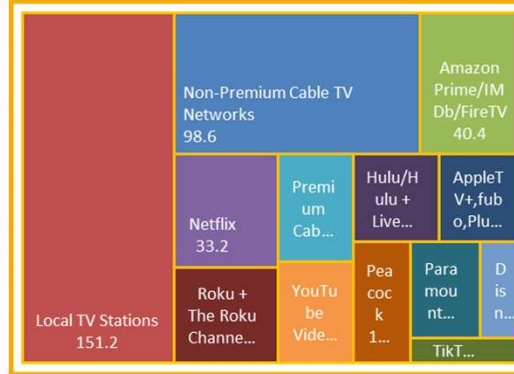 Local TV Stations
151.2
Non-Premium Cable TV
Networks
98.6
Amazon
Prime/IM
Db/FireTV
40.4
Netflix
33.2
Premi
um
Cab...
Hulu/H
ulu +
Live...
AppleT
V+,fub
o,Plu...
Roku +
The Roku
Channe...
YouTu
be
Vide...
Pea
coc
k
1...
Para
moun
t...
D
is
n...
TikT...